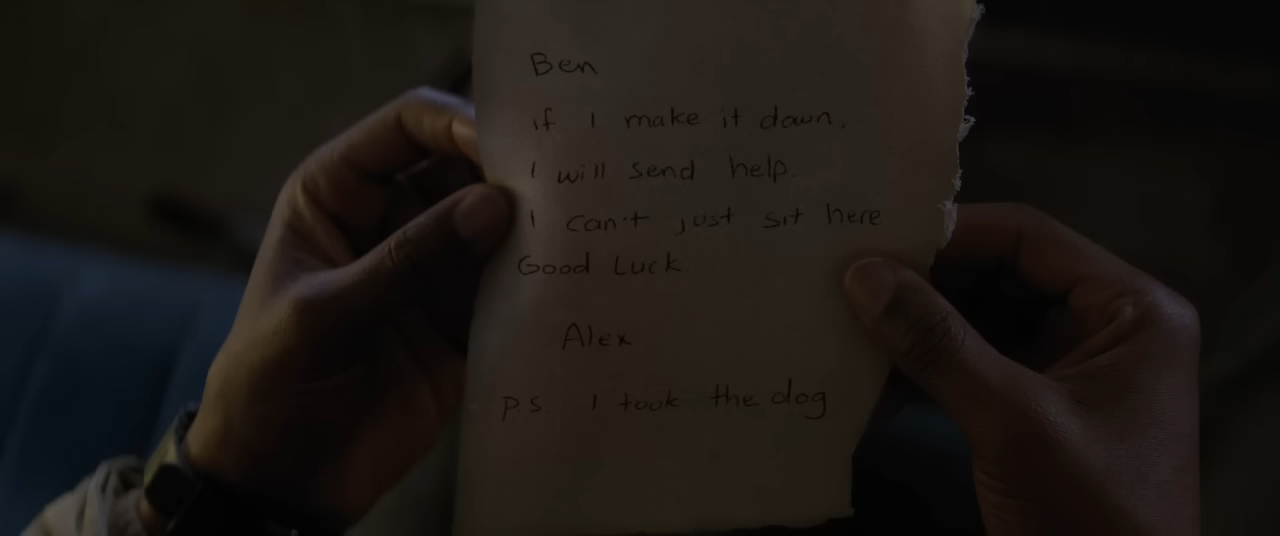 Ben
if I make it down.
I will send help.
I can't just sit here
Good Luck.
Alex
P.S. I took the dog